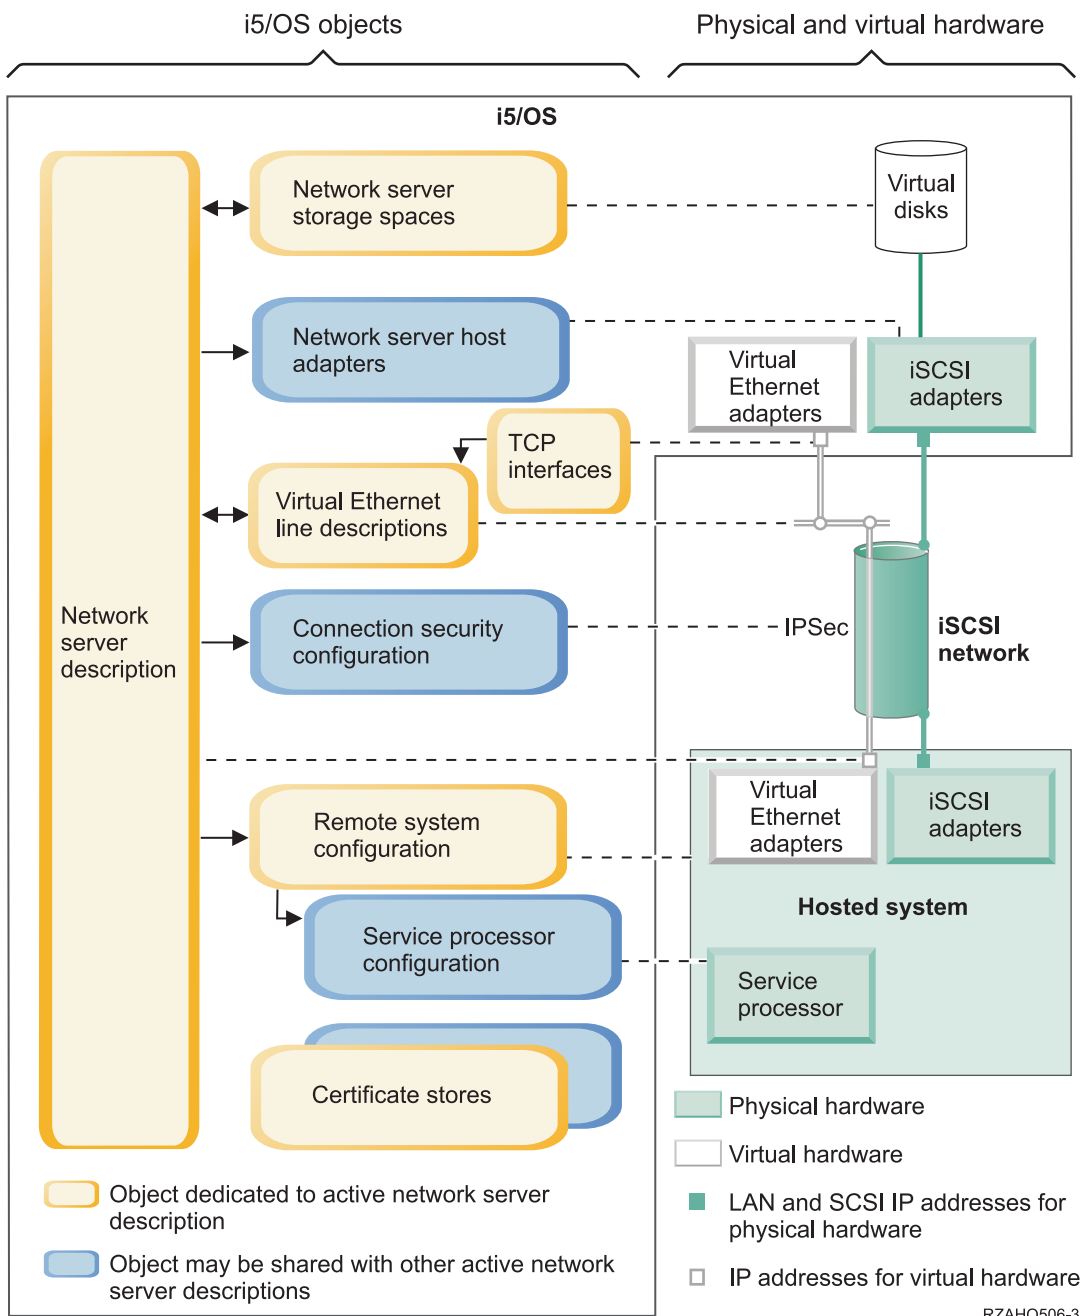 i5/OS objects
Physical and virtual hardware
i5/OS
Network server
storage spaces
Virtual
disks
Network server host
adapters
Virtual
Ethernet
adapters
iSCSI
adapters
TCP
interfaces
Virtual Ethernet
line descriptions
Network
server
description
Connection security
configuration
IPSec
iSCSI
network
Remote system
configuration
Virtual
Ethernet
adapters
iSCSI
adapters
Hosted system
Service processor
configuration
Service
processor
Certificate stores
Physical hardware
Virtual hardware
LAN and SCSI IP addresses for
physical hardware
IP addresses for virtual hardware
Object dedicated to active network server
description
Object may be shared with other active network
server descriptions
RZAHQ506-3